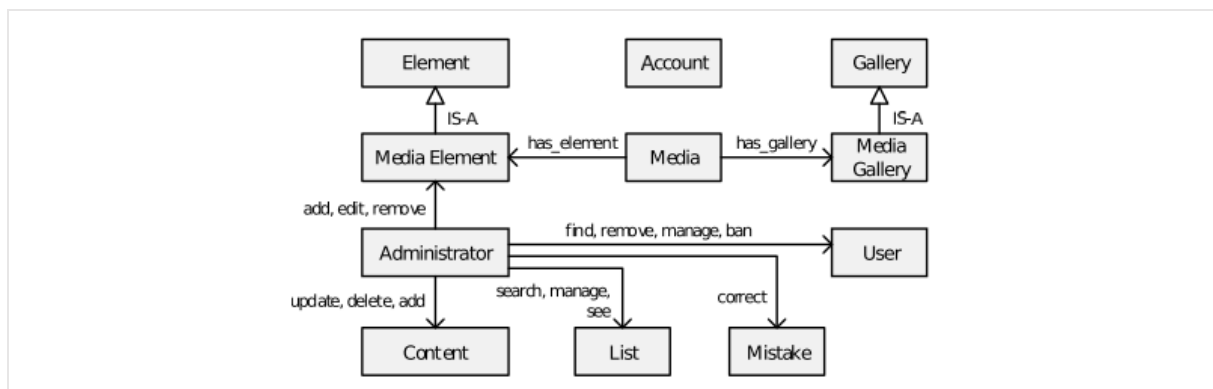 Element
Account
Gallery
IS-A
IS-A
Media Element
has_element
Media
has_gallery
Media
Gallery
add, edit, remove
Administrator
find, remove, manage, ban
User
update, delete, add
search, manage,
see
correct
Content
List
Mistake